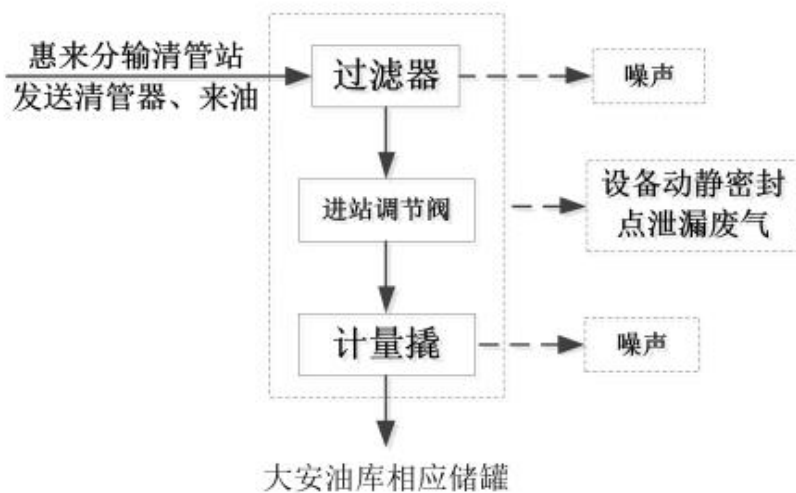 惠来分输清管站
发送清管器、来油
过滤器
噪声
进站调节阀
设备动静密封
点泄漏废气
计量撬
噪声
大安油库相应储罐